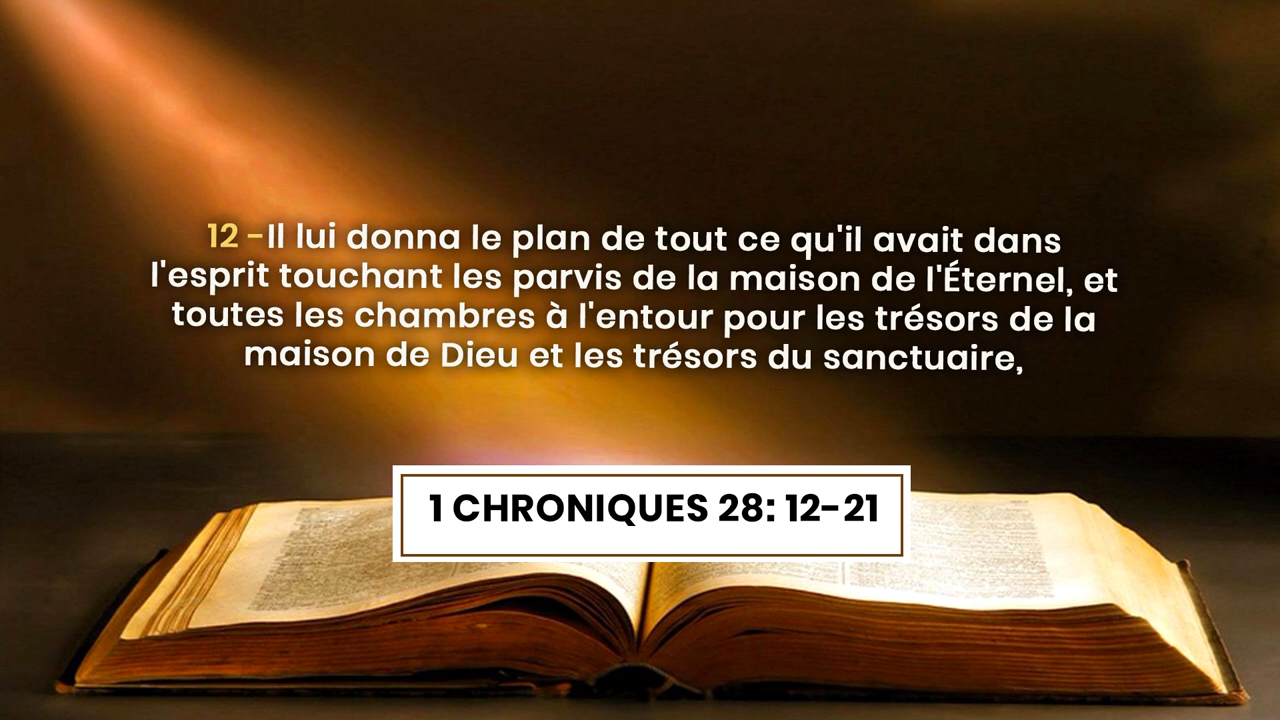 12 -Il lui donna le plan de tout ce qu'il avait dans
l'esprit touchant les parvis de la maison de l'Éternel, et
toutes les chambres à l'entour pour les trésors de la
maison de Dieu et les trésors du sanctuaire,
1 CHRONIQUES 28: 12-21